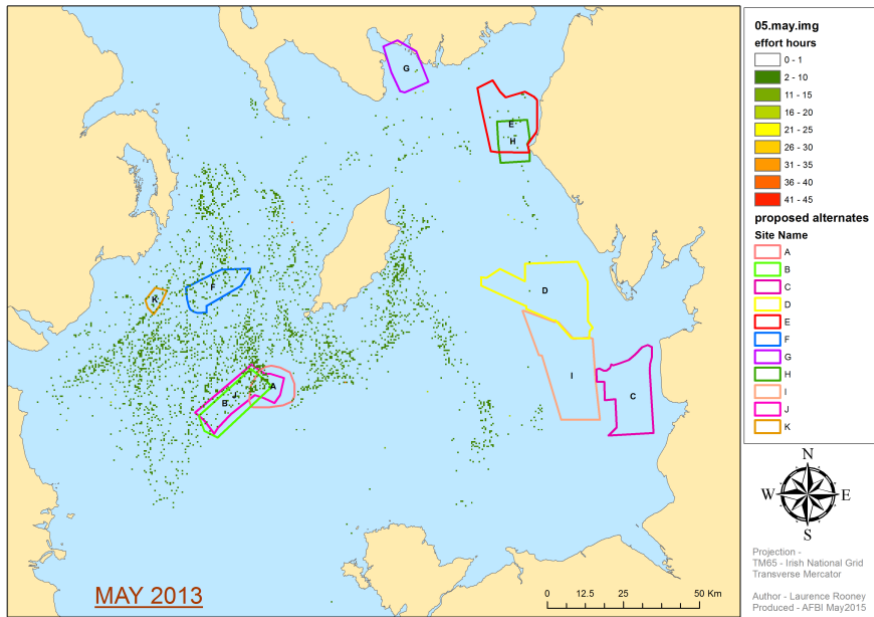 G
E
H
F
K
D
A
J
B
I
C
MAY 2013
0 12.5 25 50 Km
05.may.img
effort hours
0 - 1
2 - 10
11 - 15
16 - 20
21 - 25
26 - 30
31 - 35
36 - 40
41 - 45
proposed alternates
Site Name
A
B
C
D
E
F
G
H
I
J
K
N
W E
S
Projection -
TM65 - Irish National Grid
Transverse Mercator
Author - Laurence Rooney
Produced - AFBI May2015